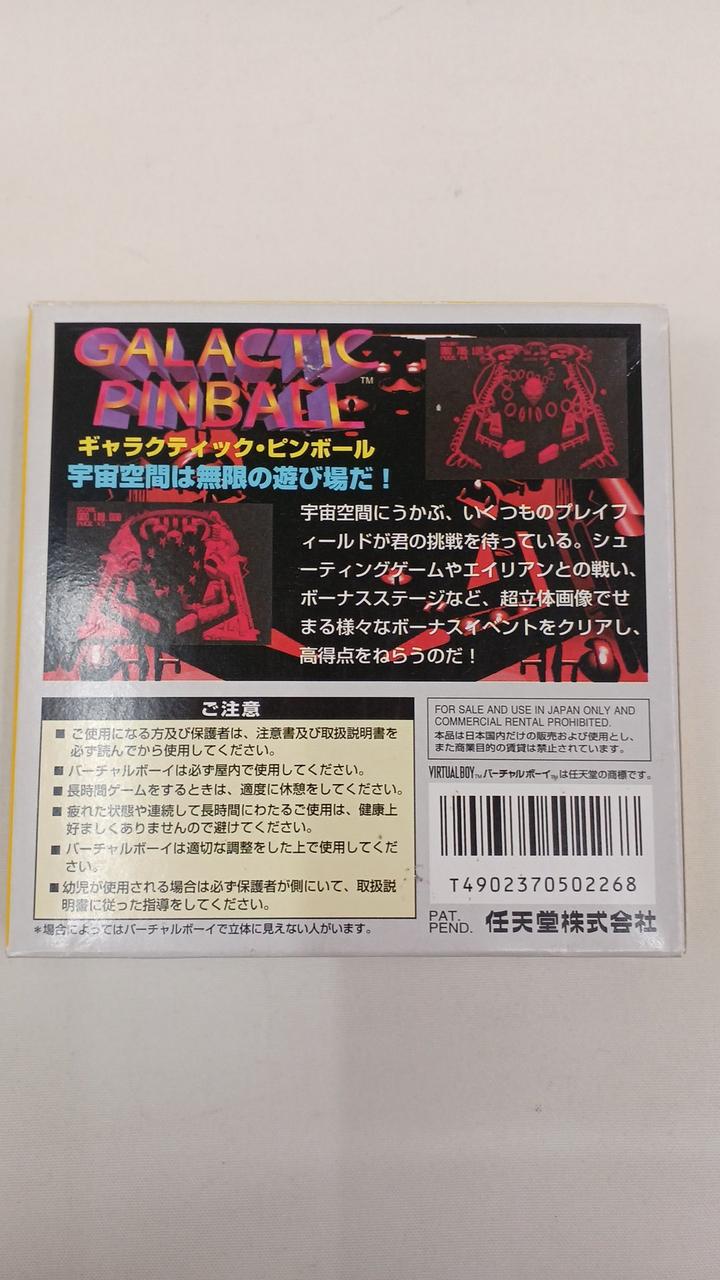 GALACTIC
PINBALL™
ギャラクティック・ピンボール
宇宙空間は無限の遊び場だ!
宇宙空間にうかぶ、いくつものプレイフ
ィールドが君の挑戦を待っている。シュ
ーティングゲームやエイリアンとの戦い、
ボーナスステージなど、超立体画像でせ
まる様々なボーナスイベントをクリアし、
高得点をねらうのだ!
ご注意
■ご使用になる方及び保護者は、注意書及び取扱説明書を
必ず読んでから使用してください。
■バーチャルボーイは必ず屋内で使用してください。
■長時間ゲームをするときは、適度に休憩をしてください。
■疲れた状態や連続して長時間にわたるご使用は、健康上
好ましくありませんので避けてください。
■バーチャルボーイは適切な調整をした上で使用してくだ
さい。
■幼児が使用される場合は必ず保護者が側にいて、取扱説
明書に従った指導をしてください。
*場合によってはバーチャルボーイで立体に見えない人がいます。
FOR SALE AND USE IN JAPAN ONLY AND
COMMERCIAL RENTAL PROHIBITED.
本品は日本国内だけの販売および使用とし、
また商業目的の賃貸は禁止されています。
VIRTUAL BOY™バーチャルボーイ™は任天堂の商標です。
T4902370502268
PAT.
PEND.
任天堂株式会社